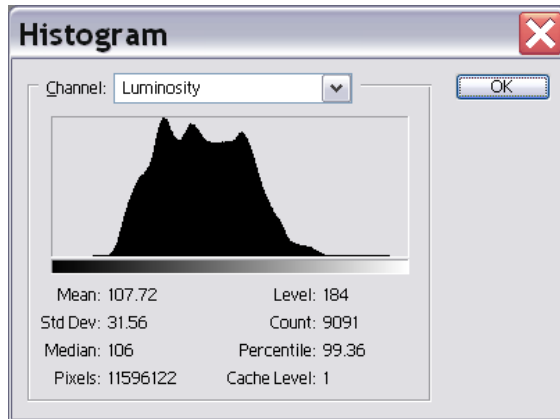 Histogram
Channel: Luminosity
OK
Mean: 107.72 Level: 184
Std Dev: 31.56 Count: 9091
Median: 106 Percentile: 99.36
Pixels: 11596122 Cache Level: 1